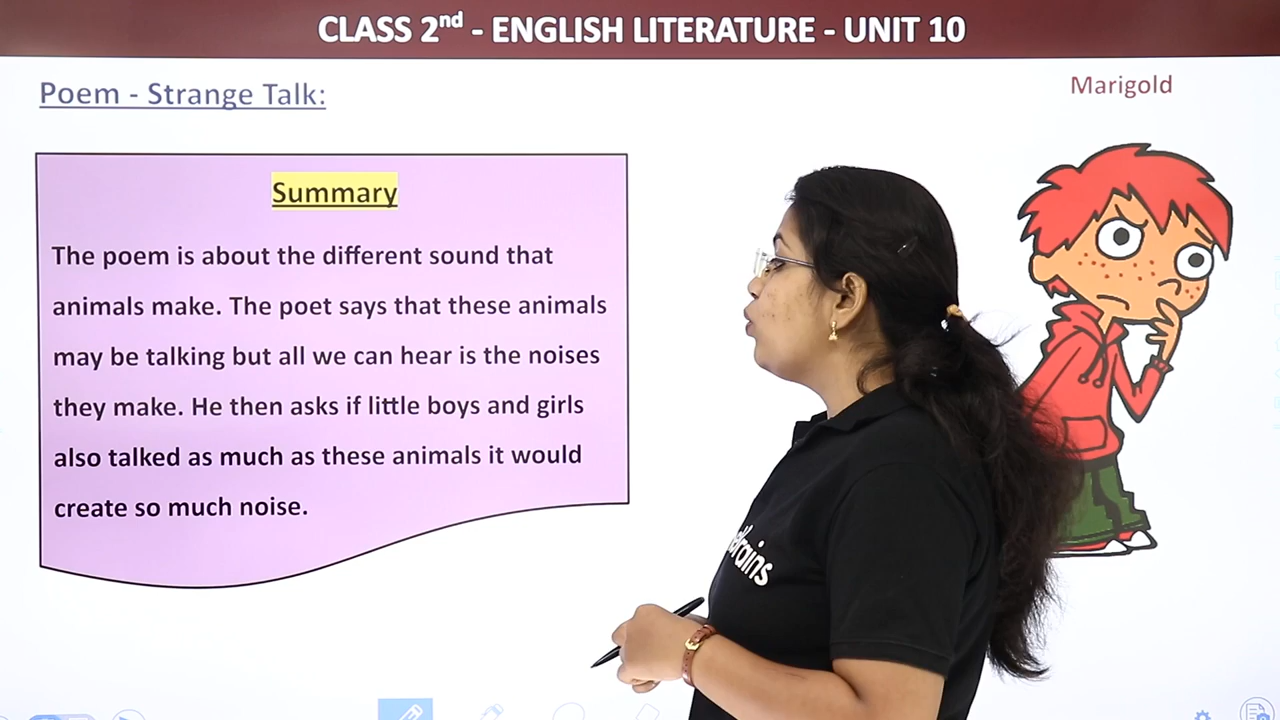 CLASS 2nd - ENGLISH LITERATURE - UNIT 10
Poem - Strange Talk:
Marigold
Summary
The poem is about the different sound that
animals make. The poet says that these animals
may be talking but all we can hear is the noises
they make. He then asks if little boys and girls
also talked as much as these animals it would
create so much noise.